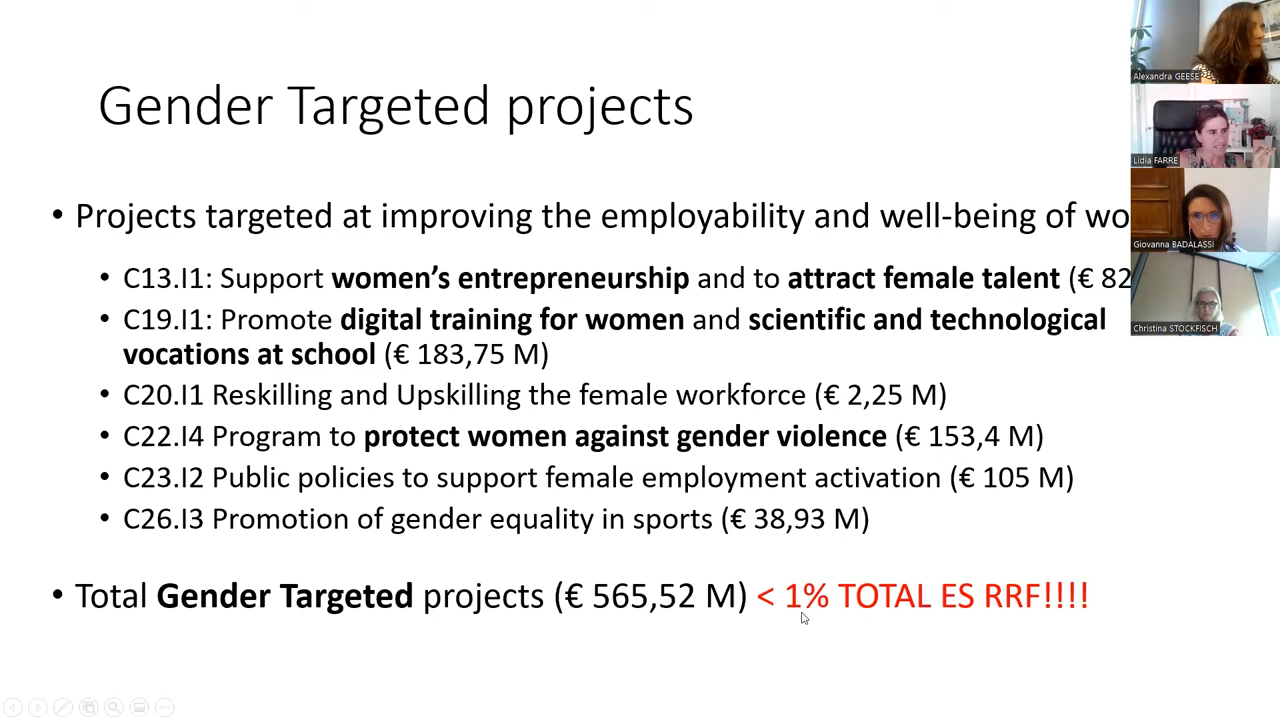 Gender Targeted projects
• Projects targeted at improving the employability and well-being of wo
• C13.I1: Support women’s entrepreneurship and to attract female talent (€ 82
• C19.I1: Promote digital training for women and scientific and technological
vocations at school (€ 183,75 M)
• C20.I1 Reskilling and Upskilling the female workforce (€ 2,25 M)
• C22.I4 Program to protect women against gender violence (€ 153,4 M)
• C23.I2 Public policies to support female employment activation (€ 105 M)
• C26.I3 Promotion of gender equality in sports (€ 38,93 M)
• Total Gender Targeted projects (€ 565,52 M) < 1% TOTAL ES RRF!!!!
Alexandra GEESE
Lidia FARRE
Giovanna BADALASSI
Christina STOCKFISCH